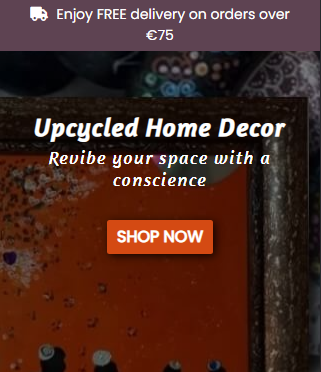 Enjoy FREE delivery on orders over
€75
Upcycled Home Decor
Revibe your space with a
conscience
SHOP NOW